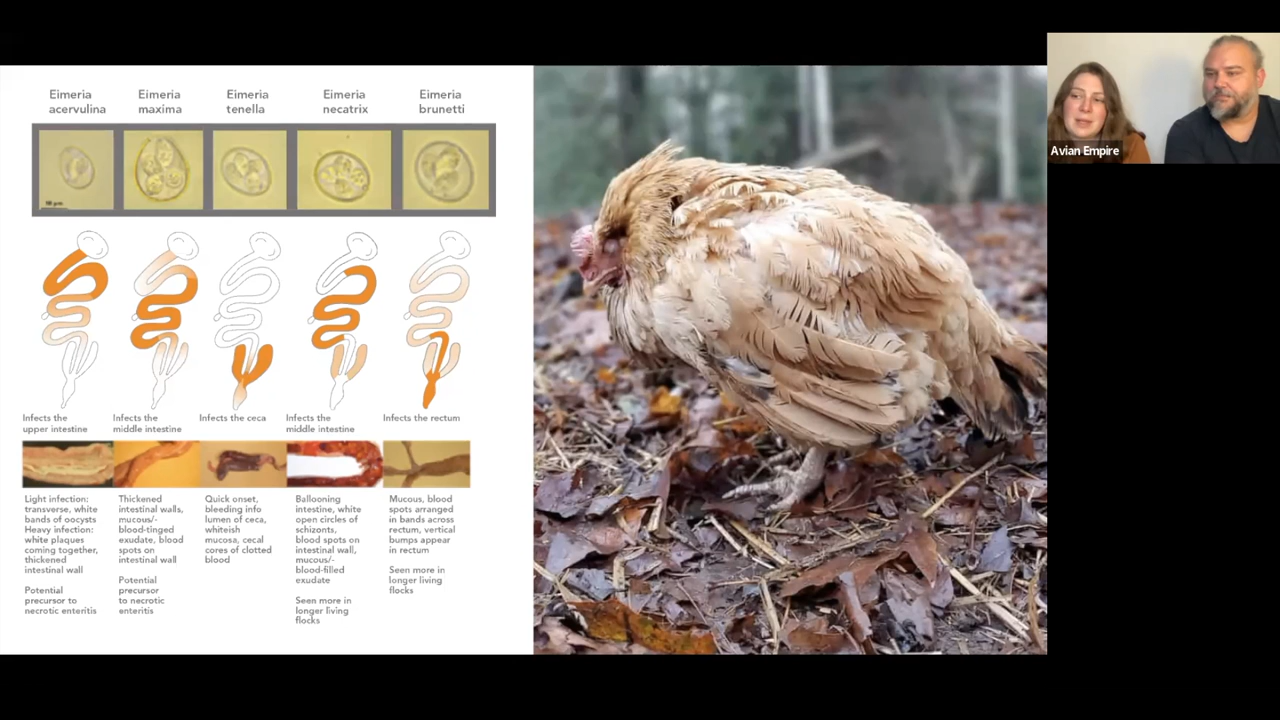 Eimeria
acervulina
Eimeria
maxima
Eimeria
tenella
Eimeria
necatrix
Eimeria
brunetti
Infects the
upper intestine
Infects the
middle intestine
Infects the ceca
Infects the
middle intestine
Infects the rectum
Light infection:
transverse, white
bands of oocysts
Heavy infection:
white plaques
coming together,
thickened
intestinal wall
Potential
precursor to
necrotic enteritis
Thickened
intestinal walls,
mucous/-
blood-tinged
exudate, blood
spots on
intestinal wall
Potential
precursor
to necrotic
enteritis
Quick onset,
bleeding info
lumen of ceca,
whiteish
mucosa, cecal
cores of clotted
blood
Ballooning
intestine, white
open circles of
schizonts,
blood spots on
intestinal wall,
mucous/-
blood-filled
exudate
Seen more in
longer living
flocks
Mucous, blood
spots arranged
in bands across
rectum, vertical
bumps appear
in rectum
Seen more in
longer living
flocks
Avian Empire